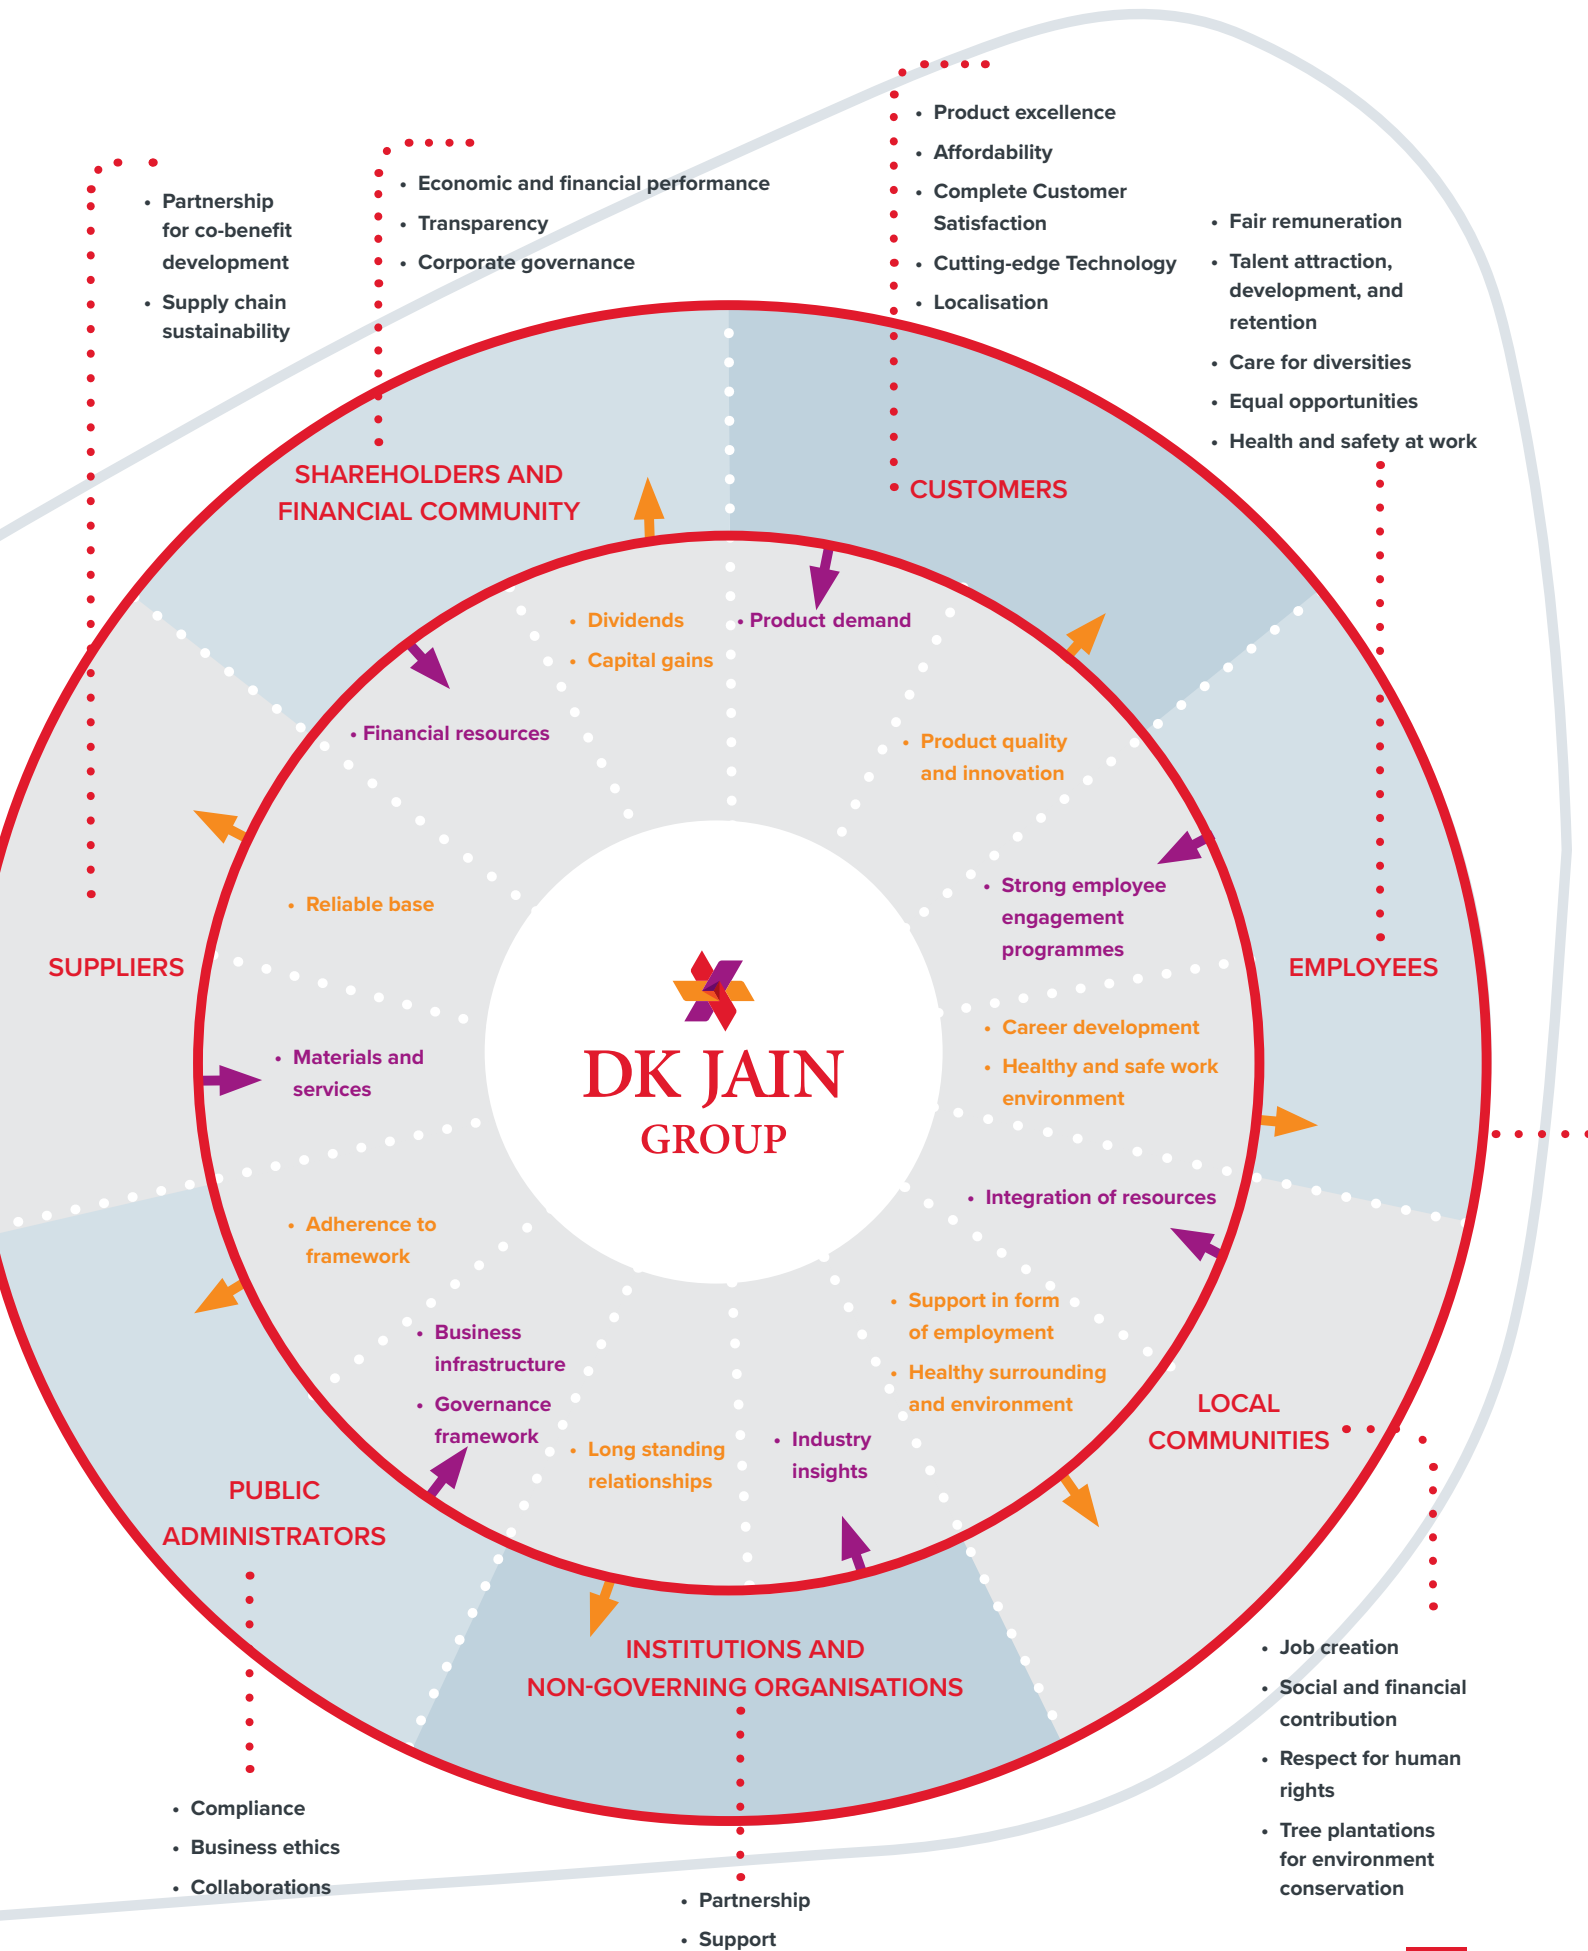 • Product excellence
• Affordability
• Complete Customer
Satisfaction
• Cutting-edge Technology
• Localisation
• Economic and financial performance
• Transparency
• Corporate governance
• Partnership
for co-benefit
development
• Supply chain
sustainability
• Fair remuneration
• Talent attraction,
development, and
retention
• Care for diversities
• Equal opportunities
• Health and safety at work
SHAREHOLDERS AND
FINANCIAL COMMUNITY
CUSTOMERS
• Dividends
• Capital gains
• Product demand
• Financial resources
• Product quality
and innovation
• Reliable base
• Strong employee
engagement
programmes
SUPPLIERS
EMPLOYEES
• Materials and
services
DK JAIN
GROUP
• Career development
• Healthy and safe work
environment
• Integration of resources
• Adherence to
framework
• Business
infrastructure
• Governance
framework
• Support in form
of employment
• Healthy surrounding
and environment
• Long standing
relationships
• Industry
insights
LOCAL
COMMUNITIES
PUBLIC
ADMINISTRATORS
INSTITUTIONS AND
NON-GOVERNING ORGANISATIONS
• Job creation
• Social and financial
contribution
• Respect for human
rights
• Tree plantations
for environment
conservation
• Compliance
• Business ethics
• Collaborations
• Partnership
• Support